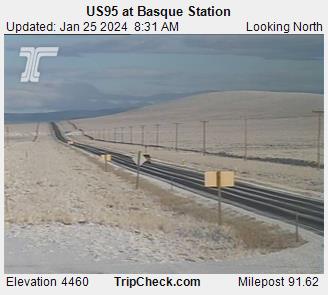 US95 at Basque Station
Updated: Jan 25 2024 8:31 AM Looking North
Elevation 4460 TripCheck.com Milepost 91.62